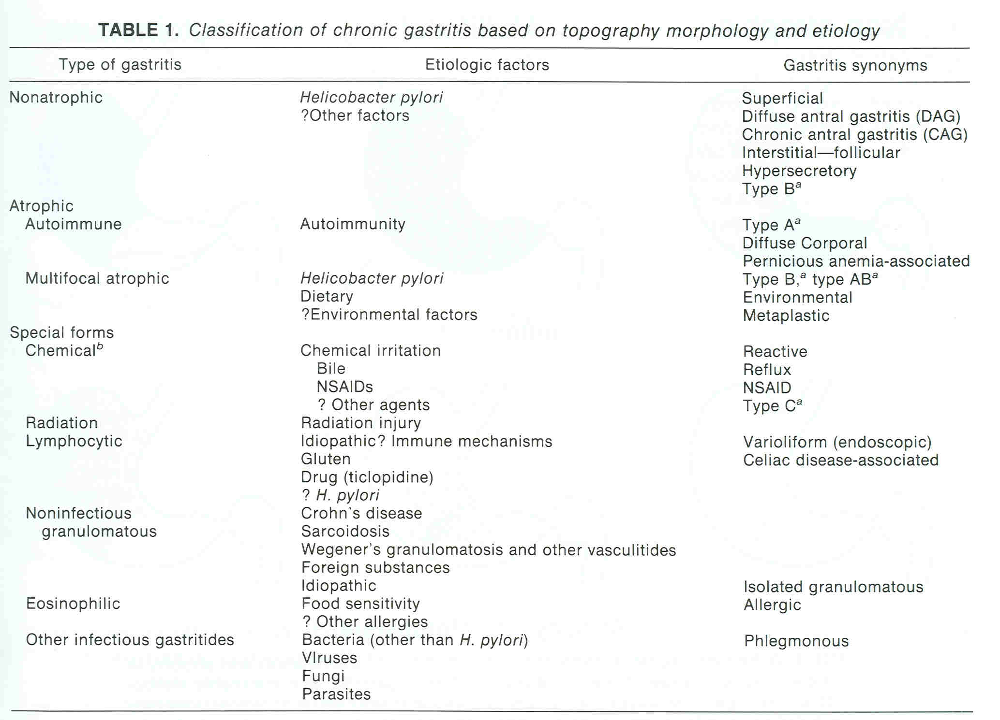 TABLE 1. Classification of chronic gastritis based on topography morphology and etiology
Type of gastritis Etiologic factors Gastritis synonyms
Nonatrophic Helicobacter pylori Superficial
?Other factors Diffuse antral gastritis (DAG)
Chronic antral gastritis (CAG)
Interstitial—follicular
Hypersecretory
Type Bᵃ
Atrophic
Autoimmune Autoimmunity Type Aᵃ
Diffuse Corporal
Pernicious anemia-associated
Multifocal atrophic Helicobacter pylori Type B,ᵃ type ABᵃ
Dietary Environmental
?Environmental factors Metaplastic
Special forms
Chemicalᵇ Chemical irritation Reactive
Bile Reflux
NSAIDs NSAID
? Other agents Type Cᵃ
Radiation Radiation injury
Lymphocytic Idiopathic? Immune mechanisms Varioliform (endoscopic)
Gluten Celiac disease-associated
Drug (ticlopidine)
? H. pylori
Noninfectious Crohn's disease
granulomatous Sarcoidosis
Wegener's granulomatosis and other vasculitides
Foreign substances
Idiopathic Isolated granulomatous
Eosinophilic Food sensitivity Allergic
? Other allergies
Other infectious gastritides Bacteria (other than H. pylori) Phlegmonous
VIruses
Fungi
Parasites